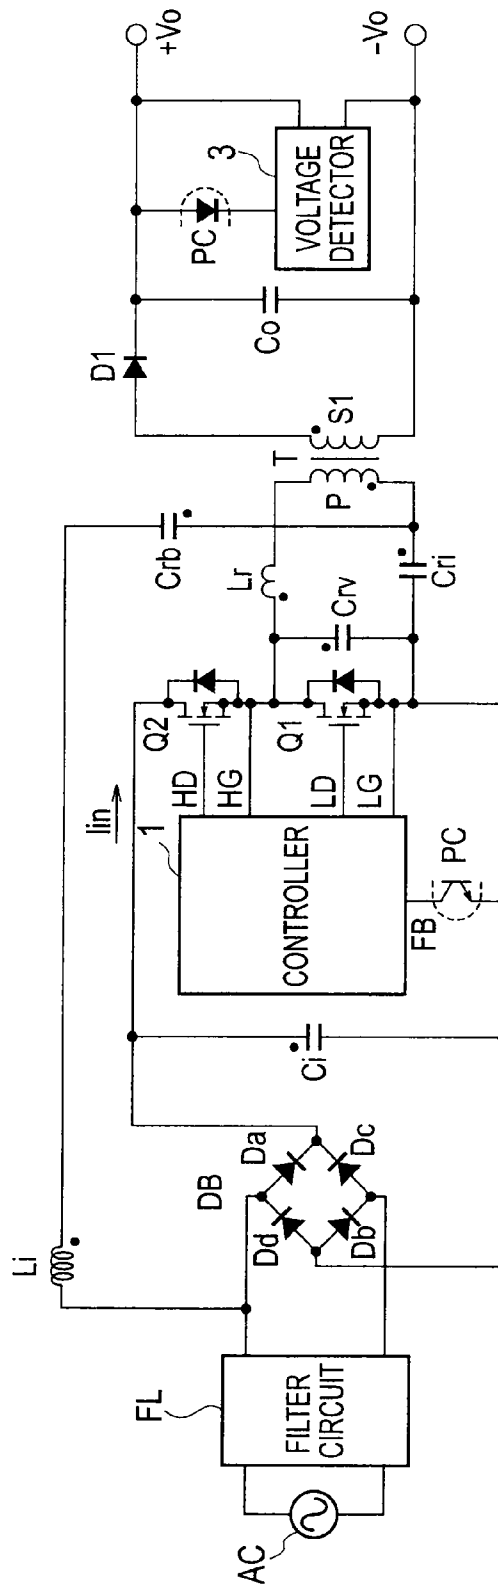 AC
FL
FILTER
CIRCUIT
Li
DB
Da
Dd
Db
Dc
Ci
Iin
1
CONTROLLER
HD
HG
LD
LG
FB
PC
Q2
Q1
Crb
Lr
Crv
Cri
T
P
S1
D1
Co
PC
3
VOLTAGE
DETECTOR
+Vo
-Vo